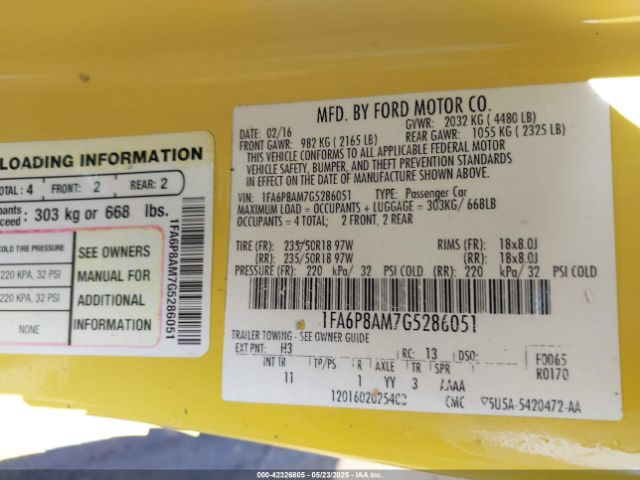 LOADING INFORMATION
TOTAL : 4 FRONT: 2 REAR: 2
303 kg or 668 lbs.
COLD TIRE PRESSURE
220 KPA, 32 PSI
220 KPA, 32 PSI
NONE
SEE OWNERS
MANUAL FOR
ADDITIONAL
INFORMATION
1FA6P8AM7G5286051
MFD. BY FORD MOTOR CO.
02/16 GVWR: 2032 KG ( 4480 LB)
FRONT GAWR: 982 KG ( 2165 LB) REAR GAWR: 1055 KG ( 2325 LB)
THIS VEHICLE CONFORMS TO ALL APPLICABLE FEDERAL MOTOR
VEHICLE SAFETY, BUMPER, AND THEFT PREVENTION STANDARDS
IN EFFECT ON THE DATE OF MANUFACTURE SHOWN ABOVE.
VIN: 1FA6P8AM7G5286051 TYPE: Passenger Car
MAXIMUM LOAD = OCCUPANTS + LUGGAGE = 303KG/ 668LB
OCCUPANTS = 4 TOTAL; 2 FRONT, 2 REAR
TIRE (FR): 235/50R18 97W RIMS (FR): 18x8.0J
(RR): 235/50R18 97W (RR): 18x8.0J
PRESSURE (FR): 220 kPa/ 32 PSI COLD (RR): 220 kPa/ 32 PSI COLD
1FA6P8AM7G5286051
TRAILER TOWING - SEE OWNER GUIDE
EXT PNT: H3 RC: 13 DSO: F0065
INT TR TP/PS R AXLE TR SPR R0170
11 1 YY 3 AAAA
CMC 5U5A-5420472-AA
000-42326805 - 05/23/2025 - IAAI.COM